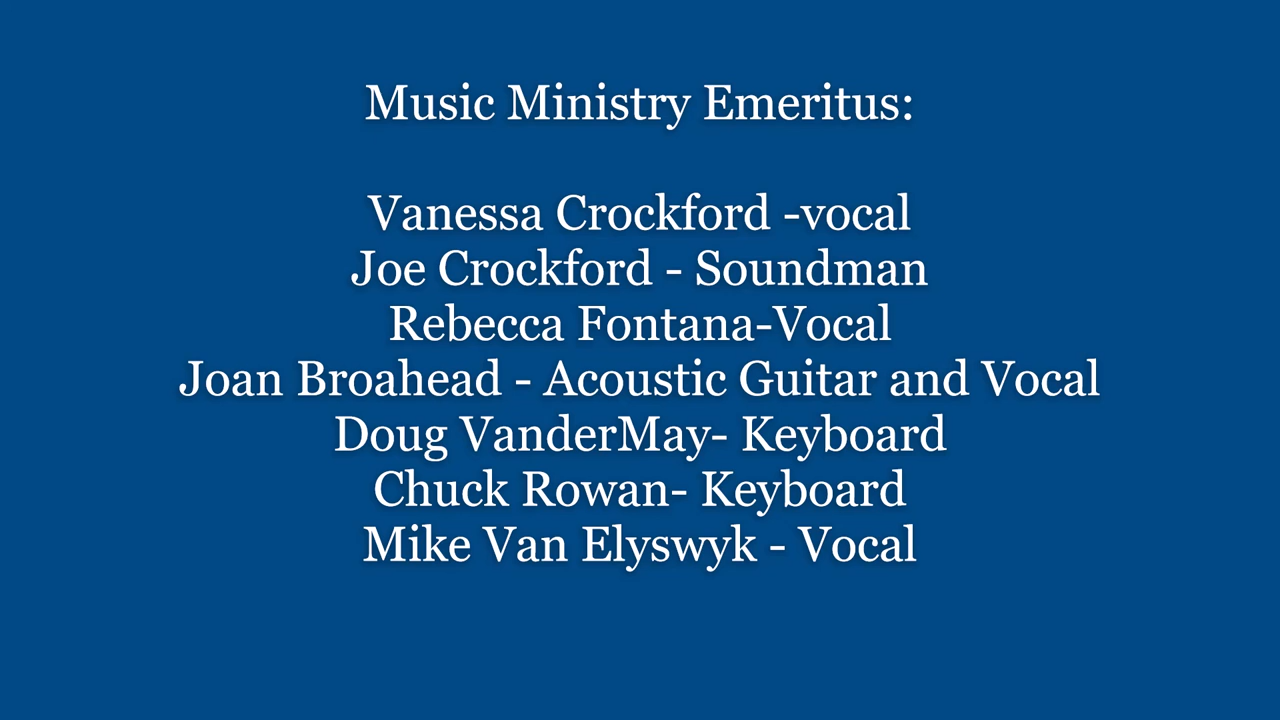 Music Ministry Emeritus:
Vanessa Crockford -vocal
Joe Crockford - Soundman
Rebecca Fontana-Vocal
Joan Broahead - Acoustic Guitar and Vocal
Doug VanderMay- Keyboard
Chuck Rowan- Keyboard
Mike Van Elyswyk - Vocal